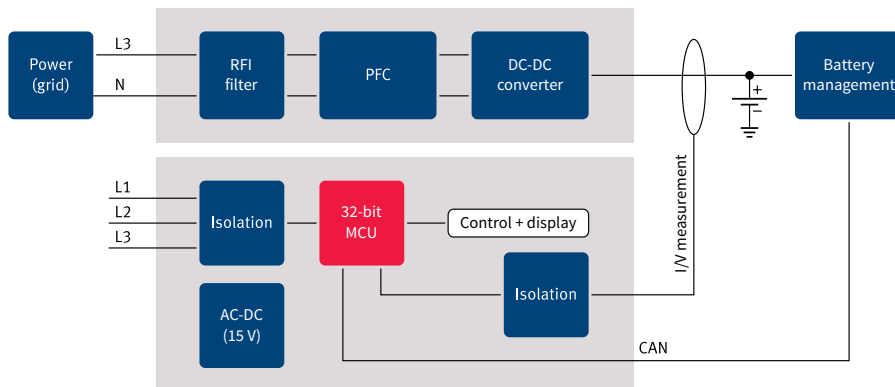 Power
(grid)
L3
N
RFI
filter
PFC
DC-DC
converter
+
−
Battery
management
L1
L2
L3
Isolation
32-bit
MCU
Control + display
I/V measurement
Isolation
AC-DC
(15 V)
CAN